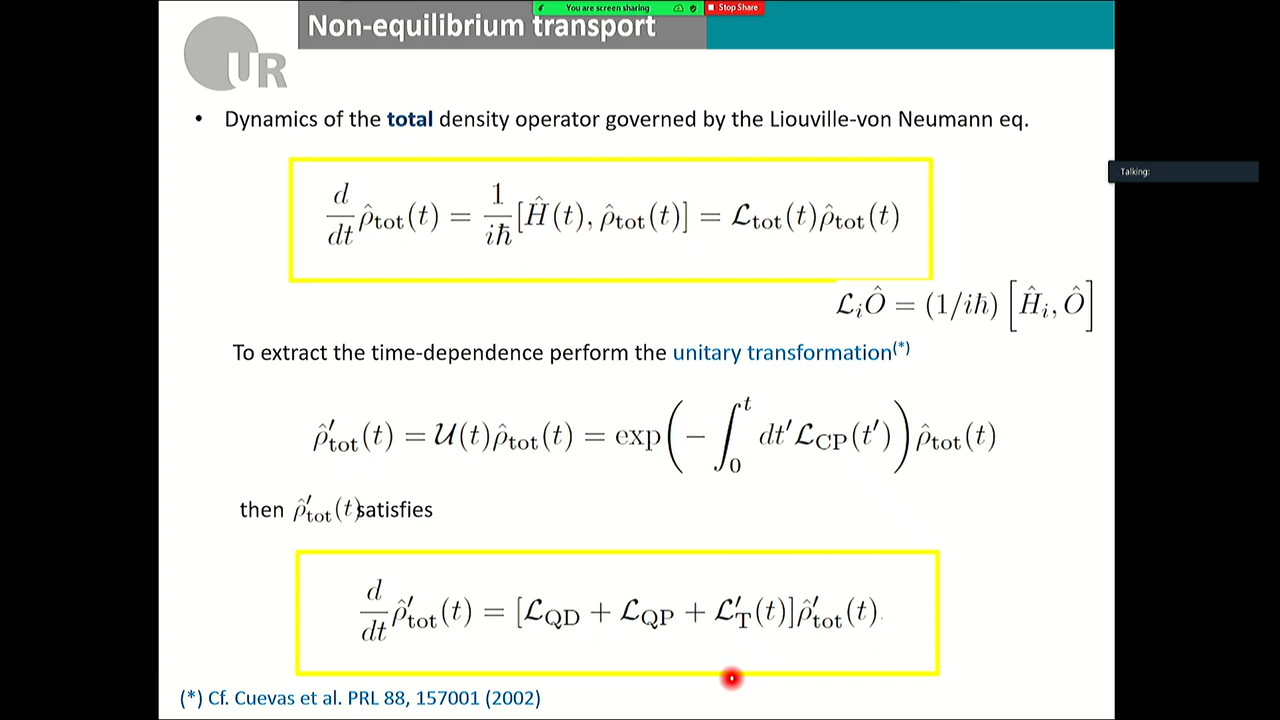 You are screen sharing
Stop Share
Non-equilibrium transport
UR
• Dynamics of the total density operator governed by the Liouville-von Neumann eq.
Talking:
d/dt ρ̂_tot(t) = 1/iħ [Ĥ(t), ρ̂_tot(t)] = ℒ_tot(t)ρ̂_tot(t)
ℒ_i Ô = (1/iħ) [Ĥ_i, Ô]
To extract the time-dependence perform the unitary transformation(*)
ρ̂′_tot(t) = 𝒰(t)ρ̂_tot(t) = exp(− ∫_0^t dt′ℒ_CP(t′)) ρ̂_tot(t)
then ρ̂′_tot(t) satisfies
d/dt ρ̂′_tot(t) = [ℒ_QD + ℒ_QP + ℒ′_T(t)]ρ̂′_tot(t).
(*) Cf. Cuevas et al. PRL 88, 157001 (2002)